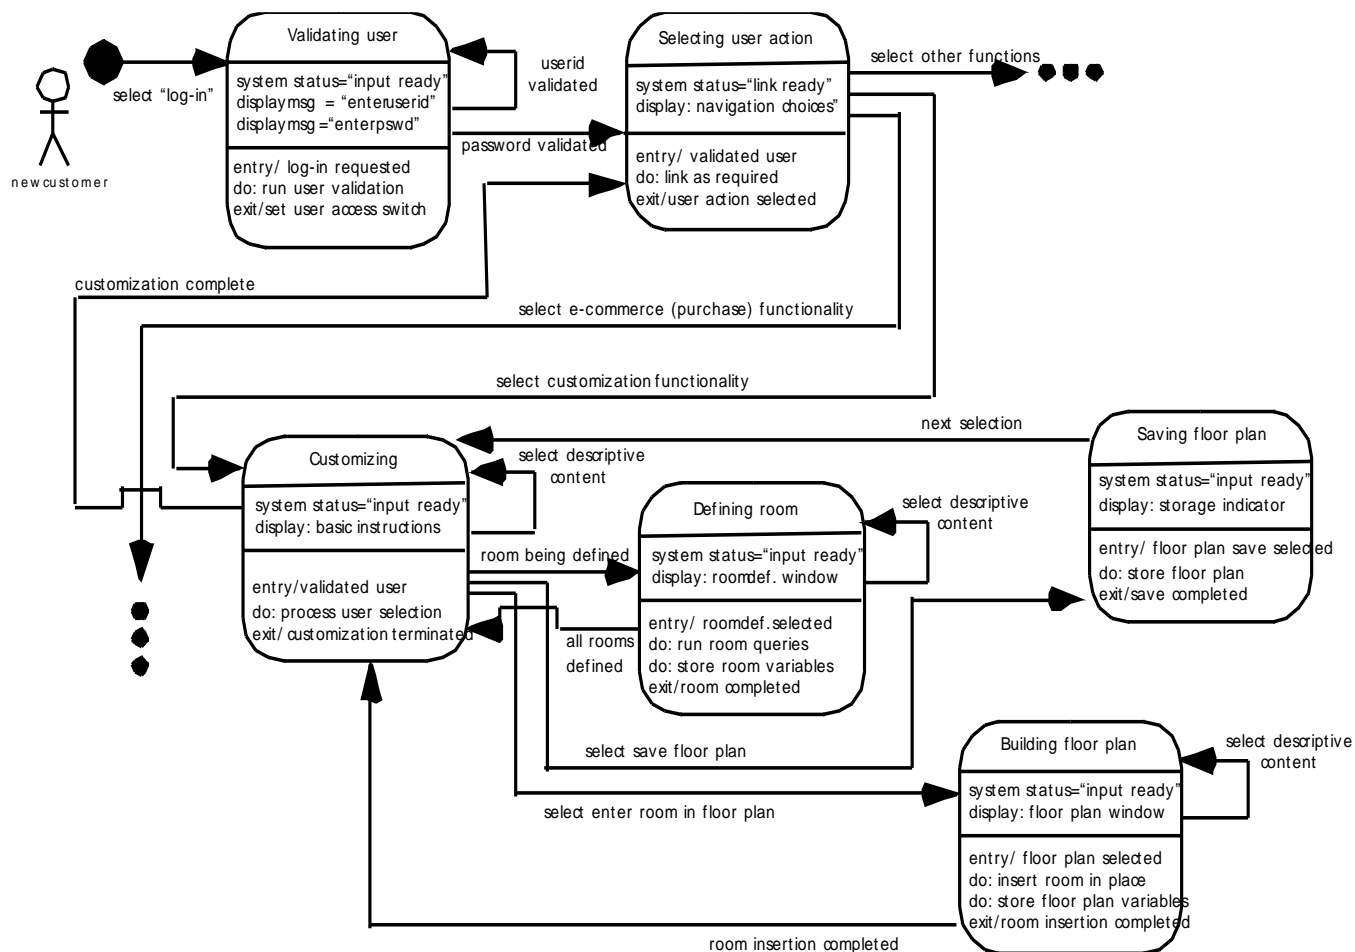 Validating user
system status="input ready"
displaymsg = "enteruserid"
displaymsg="enterpswd"
entry/ log-in requested
do: run user validation
exit/set user access switch
select "log-in"
newcustomer
userid
validated
password validated
Selecting user action
system status="link ready"
display: navigation choices"
entry/ validated user
do: link as required
exit/user action selected
select other functions
customization complete
select e-commerce (purchase) functionality
select customization functionality
next selection
Customizing
system status="input ready"
display: basic instructions
entry/validated user
do: process user selection
exit/ customization terminated
select descriptive
content
room being defined
all rooms
defined
Defining room
system status="input ready"
display: roomdef. window
entry/ roomdef.selected
do: run room queries
do: store room variables
exit/room completed
select descriptive
content
Saving floor plan
system status="input ready"
display: storage indicator
entry/ floor plan save selected
do: store floor plan
exit/save completed
select save floor plan
select enter room in floor plan
Building floor plan
system status="input ready"
display: floor plan window
entry/ floor plan selected
do: insert room in place
do: store floor plan variables
exit/room insertion completed
select descriptive
content
room insertion completed